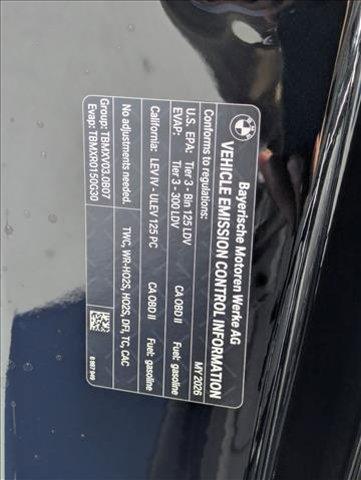 BMW
Bayerische Motoren Werke AG
VEHICLE EMISSION CONTROL INFORMATION
Conforms to regulations: MY 2026
U.S. EPA: Tier 3 - Bin 125 LDV CA OBD II Fuel: gasoline
EVAP: Tier 3 - 300 LDV
California: LEV IV - ULEV 125 PC CA OBD II Fuel: gasoline
No adjustments needed. TWC, WR-HO2S, HO2S, DFI, TC, CAC
Group: TBMXV03.0B07
Evap: TBMXR0150G30